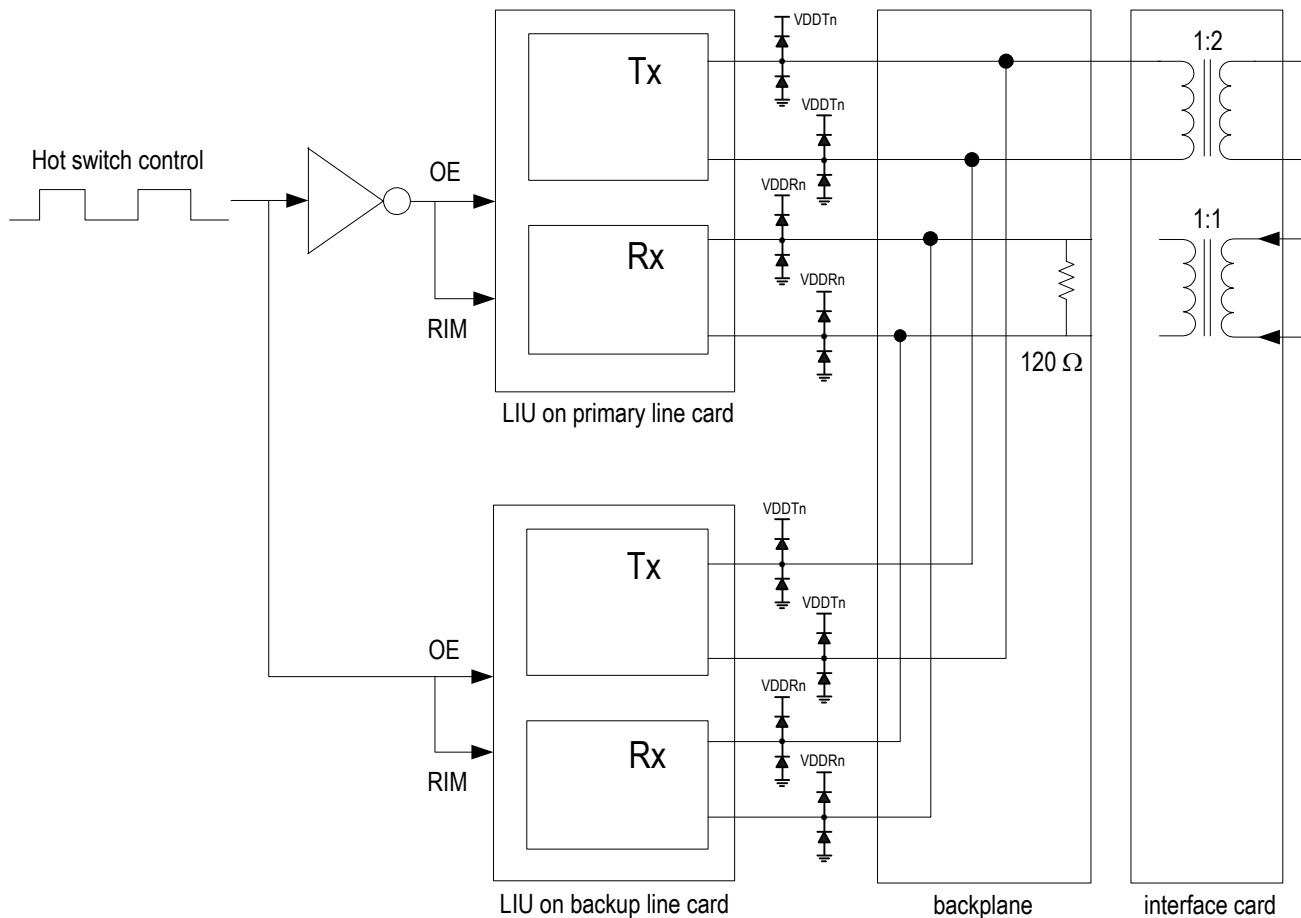 VDDTn
1:2
Tx
VDDTn
Hot switch control
OE
VDDRn
1:1
Rx
VDDRn
RIM
120 Ω
LIU on primary line card
VDDTn
Tx
VDDTn
OE
VDDRn
Rx
VDDRn
RIM
LIU on backup line card
backplane
interface card